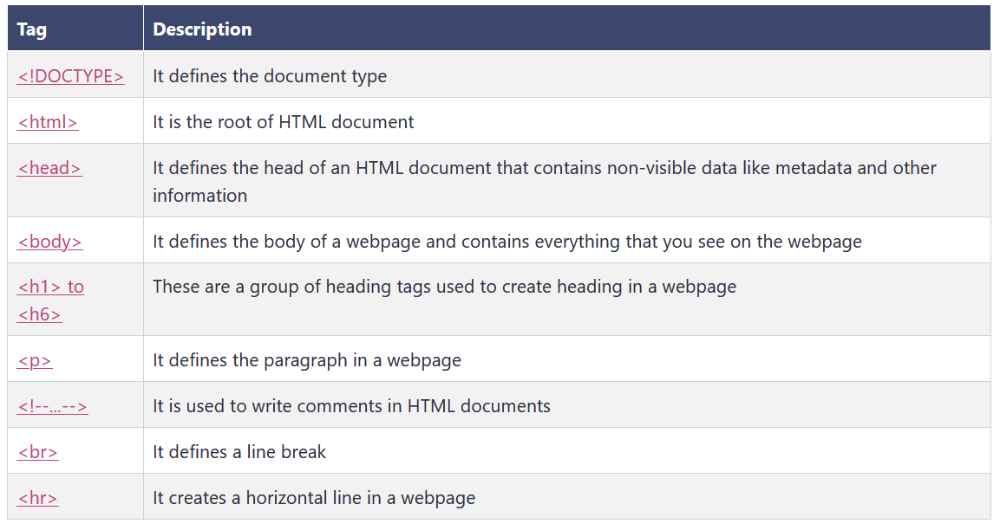 Tag Description
<!DOCTYPE> It defines the document type
<html> It is the root of HTML document
<head> It defines the head of an HTML document that contains non-visible data like metadata and other
information
<body> It defines the body of a webpage and contains everything that you see on the webpage
<h1> to These are a group of heading tags used to create heading in a webpage
<h6>
<p> It defines the paragraph in a webpage
<!--...--> It is used to write comments in HTML documents
<br> It defines a line break
<hr> It creates a horizontal line in a webpage